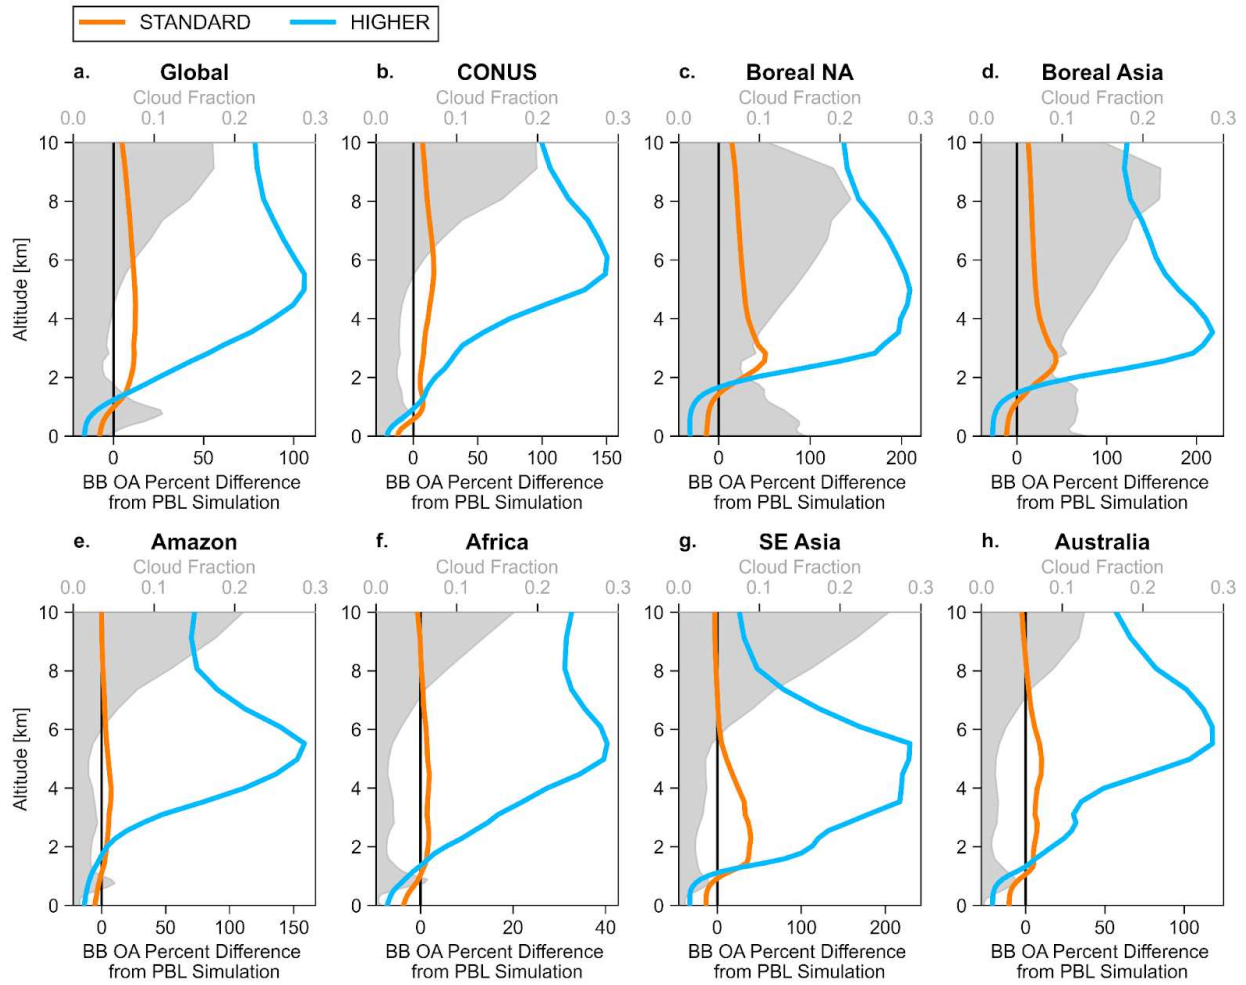 STANDARD HIGHER
a. Global
Cloud Fraction
0.0 0.1 0.2 0.3
b. CONUS
Cloud Fraction
0.0 0.1 0.2 0.3
c. Boreal NA
Cloud Fraction
0.0 0.1 0.2 0.3
d. Boreal Asia
Cloud Fraction
0.0 0.1 0.2 0.3
Altitude [km]
10
8
6
4
2
0
0 50 100
BB OA Percent Difference
from PBL Simulation
10
8
6
4
2
0
0 50 100 150
BB OA Percent Difference
from PBL Simulation
10
8
6
4
2
0
0 100 200
BB OA Percent Difference
from PBL Simulation
10
8
6
4
2
0
0 100 200
BB OA Percent Difference
from PBL Simulation
e. Amazon
Cloud Fraction
0.0 0.1 0.2 0.3
f. Africa
Cloud Fraction
0.0 0.1 0.2 0.3
g. SE Asia
Cloud Fraction
0.0 0.1 0.2 0.3
h. Australia
Cloud Fraction
0.0 0.1 0.2 0.3
Altitude [km]
10
8
6
4
2
0
0 50 100 150
BB OA Percent Difference
from PBL Simulation
10
8
6
4
2
0
0 20 40
BB OA Percent Difference
from PBL Simulation
10
8
6
4
2
0
0 100 200
BB OA Percent Difference
from PBL Simulation
10
8
6
4
2
0
0 50 100
BB OA Percent Difference
from PBL Simulation